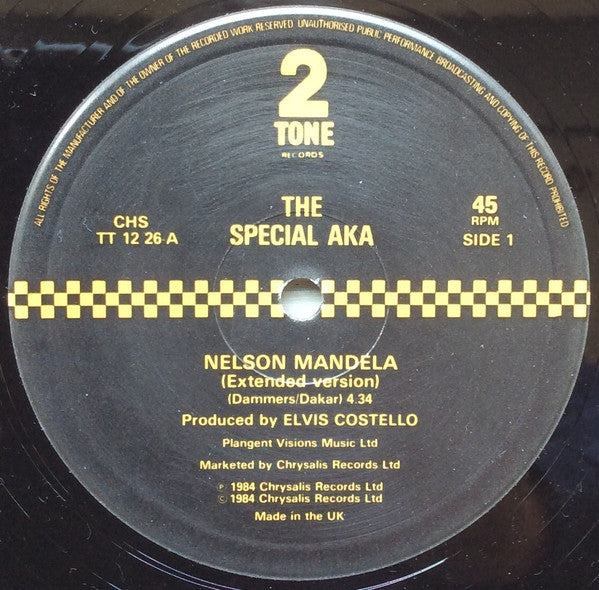 ALL RIGHTS OF THE MANUFACTURER AND OF THE OWNER OF THE RECORDED WORK RESERVED UNAUTHORISED PUBLIC PERFORMANCE BROADCASTING AND COPYING OF THIS RECORD PROHIBITED
2
TONE
RECORDS
THE
SPECIAL AKA
CHS
TT 12 26-A
45
RPM
SIDE 1
NELSON MANDELA
(Extended version)
(Dammers/Dakar) 4.34
Produced by ELVIS COSTELLO
Plangent Visions Music Ltd
Marketed by Chrysalis Records Ltd
℗ 1984 Chrysalis Records Ltd
© 1984 Chrysalis Records Ltd
Made in the UK